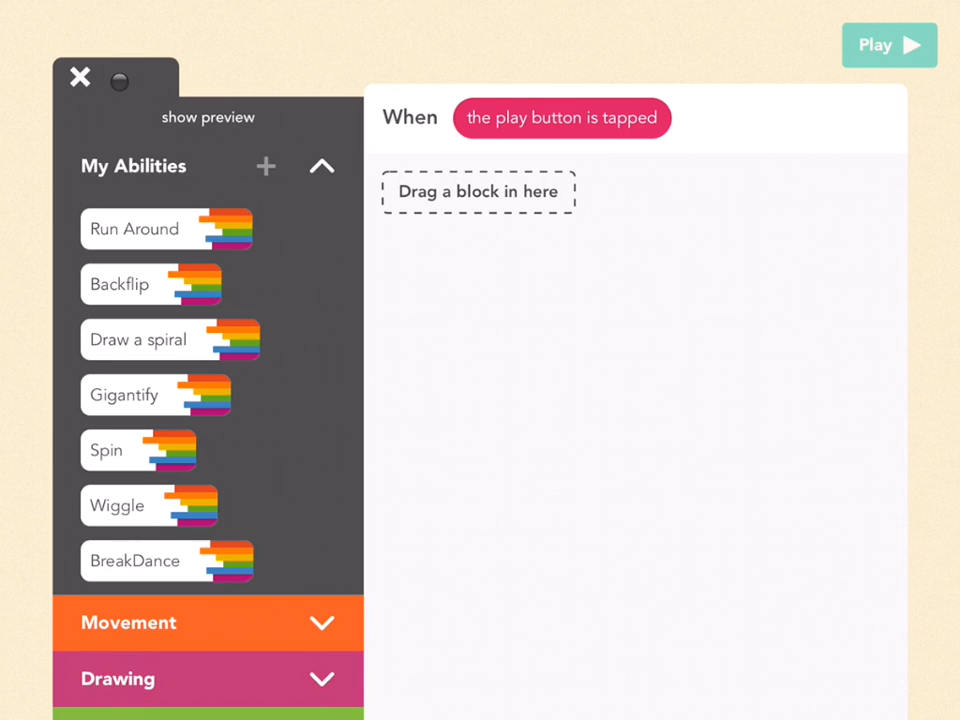 Play
show preview
When the play button is tapped
My Abilities
Drag a block in here
Run Around
Backflip
Draw a spiral
Gigantify
Spin
Wiggle
BreakDance
Movement
Drawing